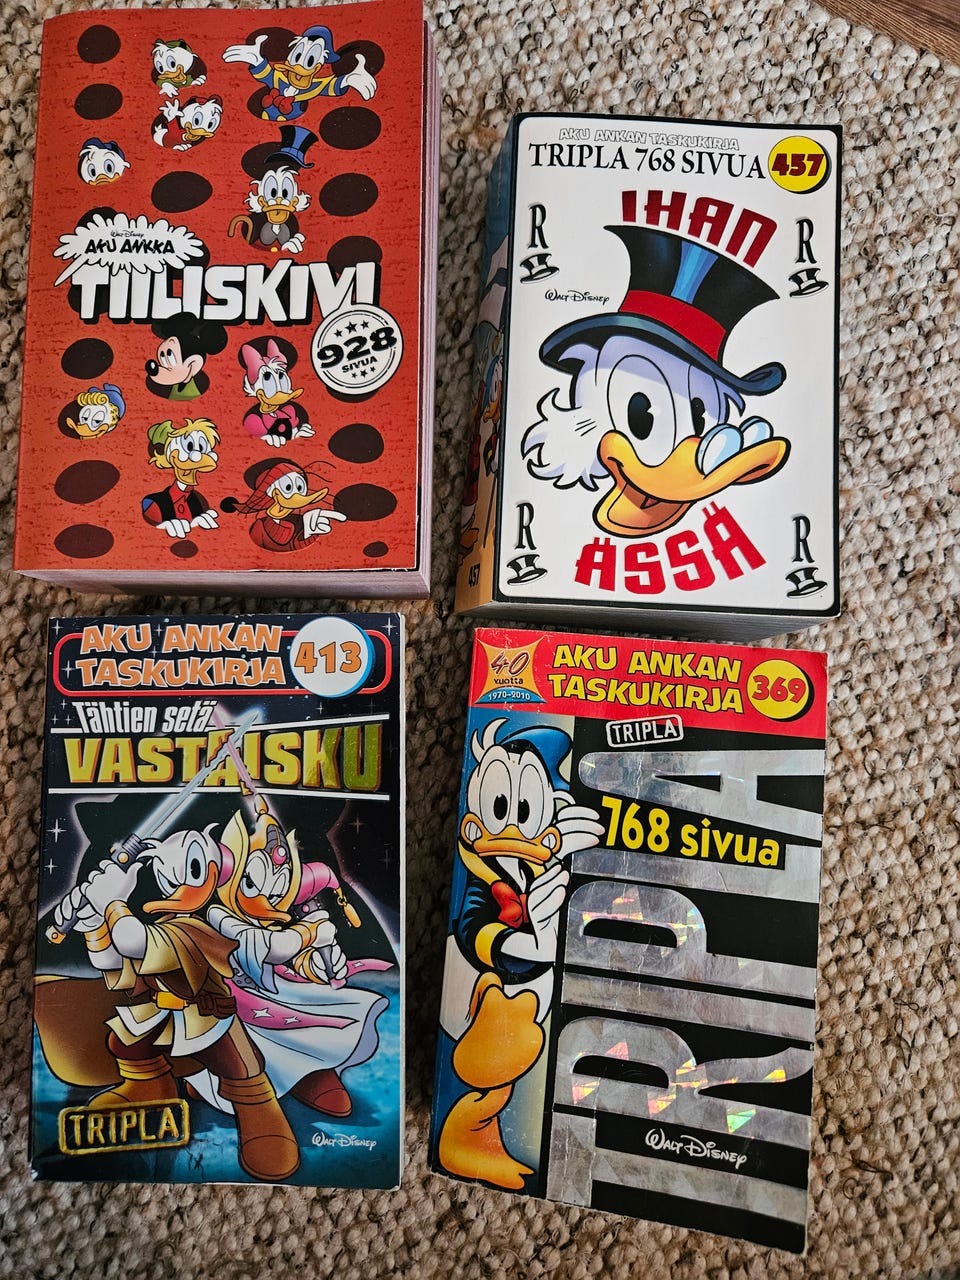 Walt Disney
AKU ANKKA
TIILISKIVI
928
SIVUA
AKU ANKAN TASKUKIRJA
TRIPLA 768 SIVUA
457
IHAN
R
R
WALT DISNEY
R
R
ÄSSÄ
457
AKU ANKAN
TASKUKIRJA
413
Tähtien setä
VASTAISKU
TRIPLA
WALT DISNEY
40
vuotta
1970-2010
AKU ANKAN
TASKUKIRJA
369
TRIPLA
TRIPLA
768 sivua
WALT DISNEY